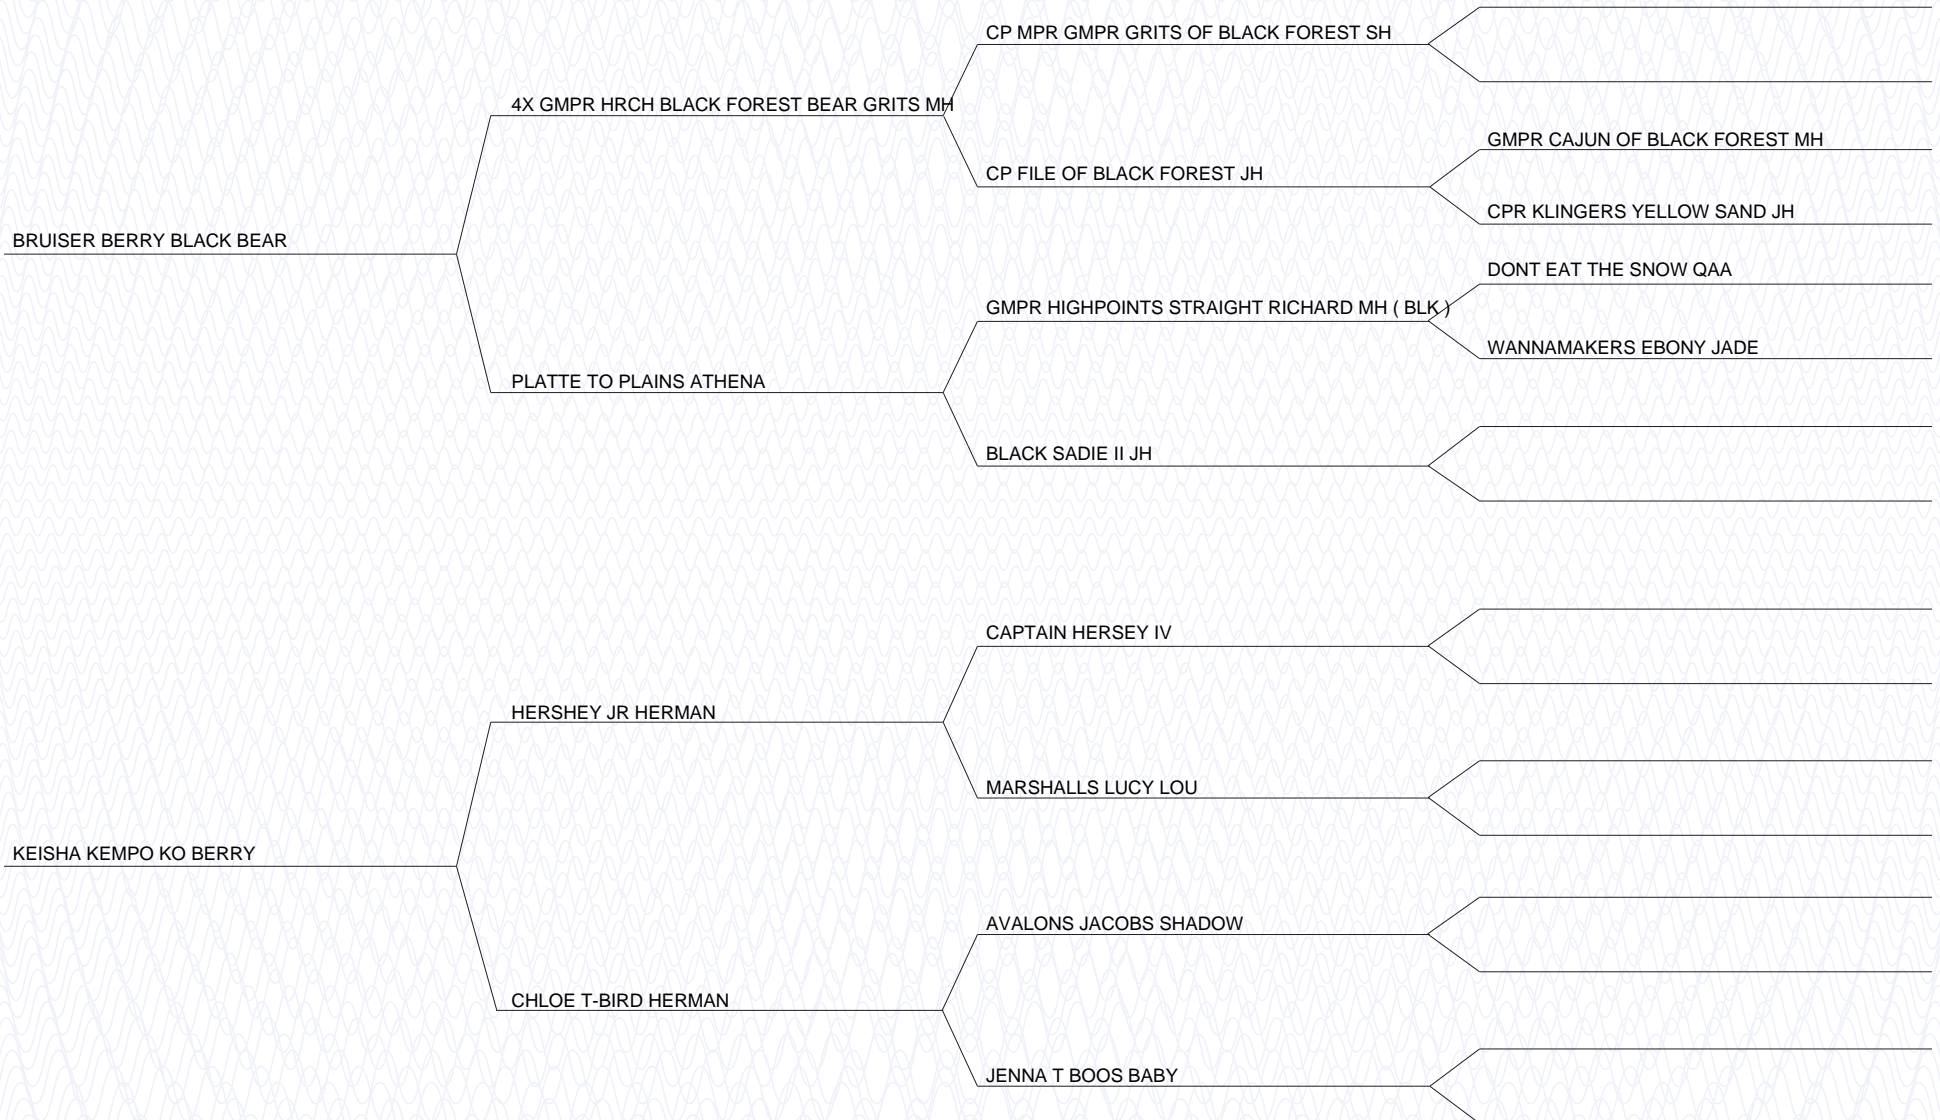 CP MPR GMPR GRITS OF BLACK FOREST SH
4X GMPR HRCH BLACK FOREST BEAR GRITS MH
GMPR CAJUN OF BLACK FOREST MH
CP FILE OF BLACK FOREST JH
CPR KLINGERS YELLOW SAND JH
BRUISER BERRY BLACK BEAR
DONT EAT THE SNOW QAA
GMPR HIGHPOINTS STRAIGHT RICHARD MH ( BLK )
WANNAMAKERS EBONY JADE
PLATTE TO PLAINS ATHENA
BLACK SADIE II JH
CAPTAIN HERSEY IV
HERSHEY JR HERMAN
MARSHALLS LUCY LOU
KEISHA KEMPO KO BERRY
AVALONS JACOBS SHADOW
CHLOE T-BIRD HERMAN
JENNA T BOOS BABY